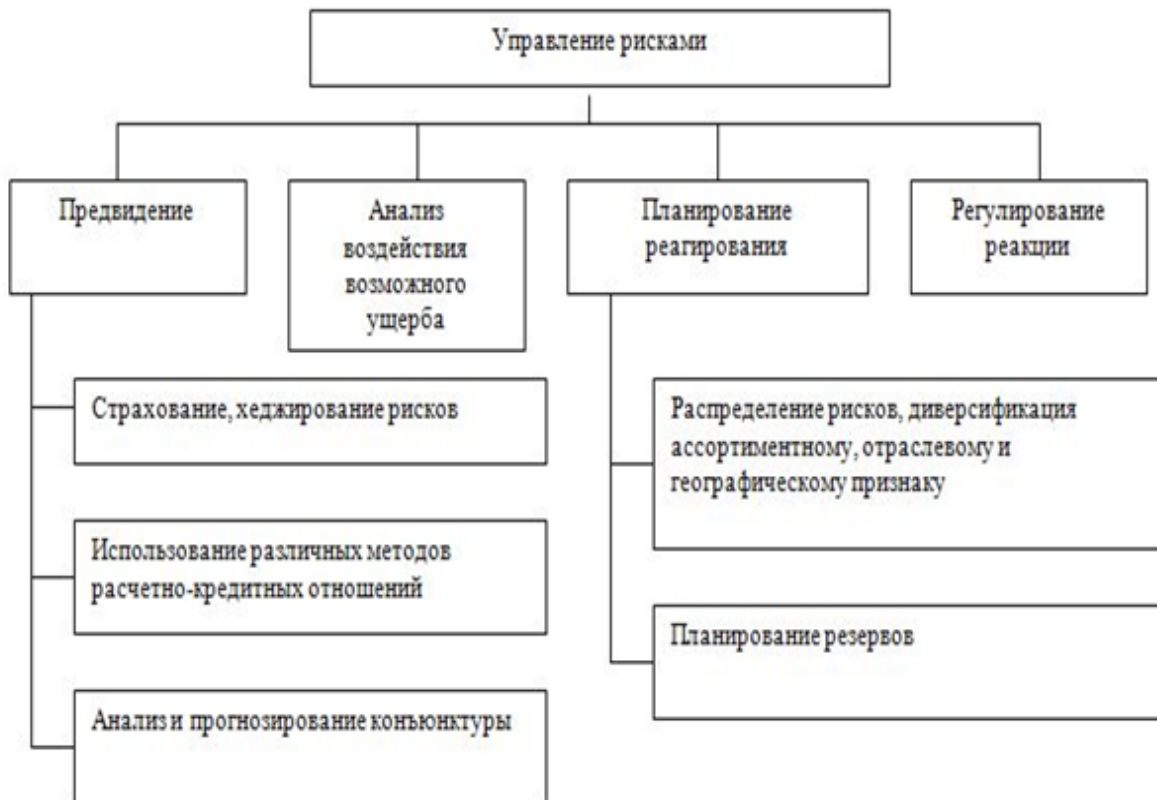 Управление рисками
Предвидение
Анализ
воздействия
возможного
ущерба
Планирование
реагирования
Регулирование
реакции
Страхование, хеджирование рисков
Использование различных методов
расчетно-кредитных отношений
Анализ и прогнозирование конъюнктуры
Распределение рисков, диверсификация
ассортиментному, отраслевому и
географическому признаку
Планирование резервов